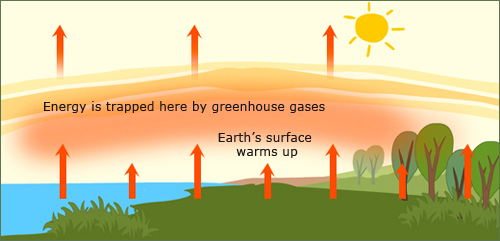 Energy is trapped here by greenhouse gases
Earth's surface
warms up